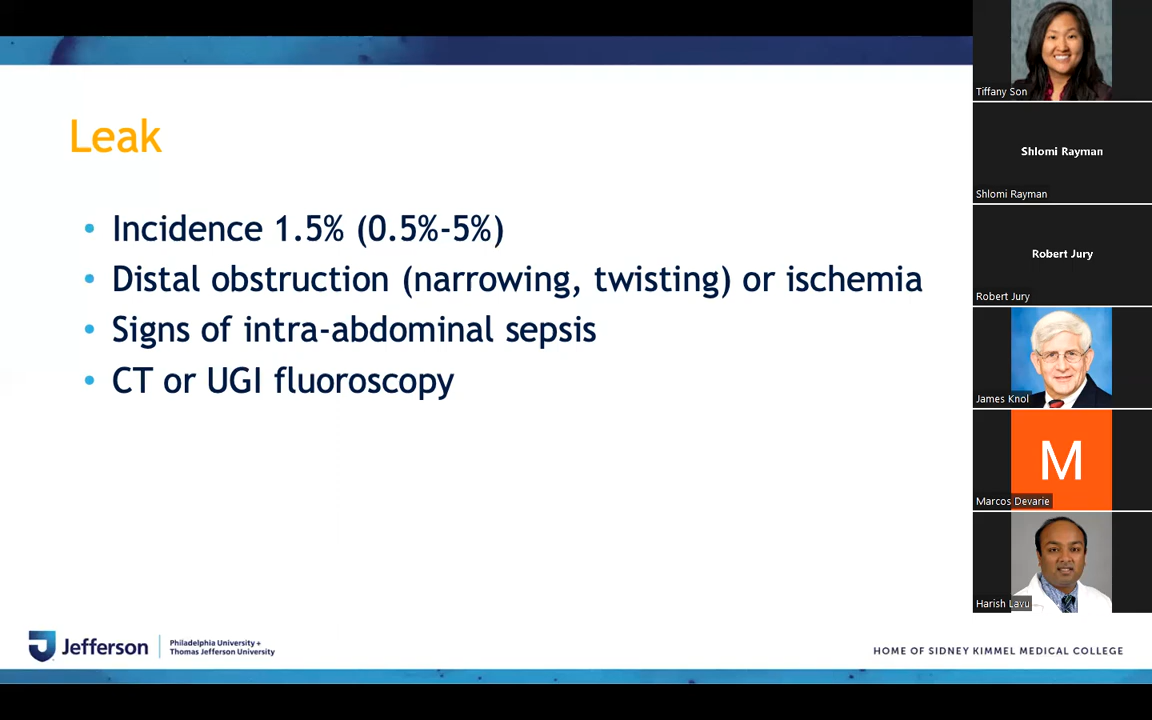 Leak
• Incidence 1.5% (0.5%-5%)
• Distal obstruction (narrowing, twisting) or ischemia
• Signs of intra-abdominal sepsis
• CT or UGI fluoroscopy
Jefferson
Philadelphia University +
Thomas Jefferson University
HOME OF SIDNEY KIMMEL MEDICAL COLLEGE
Tiffany Son
Shlomi Rayman
Shlomi Rayman
Robert Jury
Robert Jury
James Knol
M
Marcos Devarie
Harish Lavu